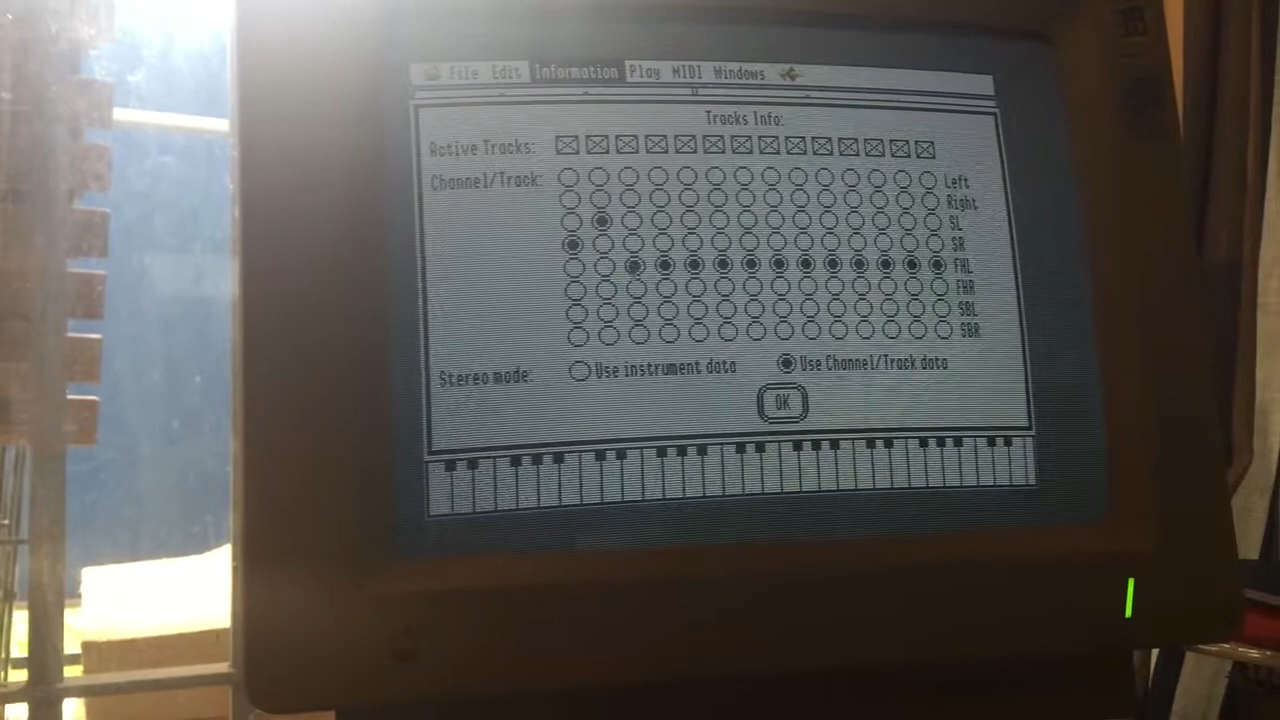 File Edit Information Play MIDI Windows
Tracks Info:
Active Tracks:
Channel/Track:
Left
Right
SL
SR
FHL
FHR
SBL
SBR
Stereo mode: Use instrument data Use Channel/Track data
OK